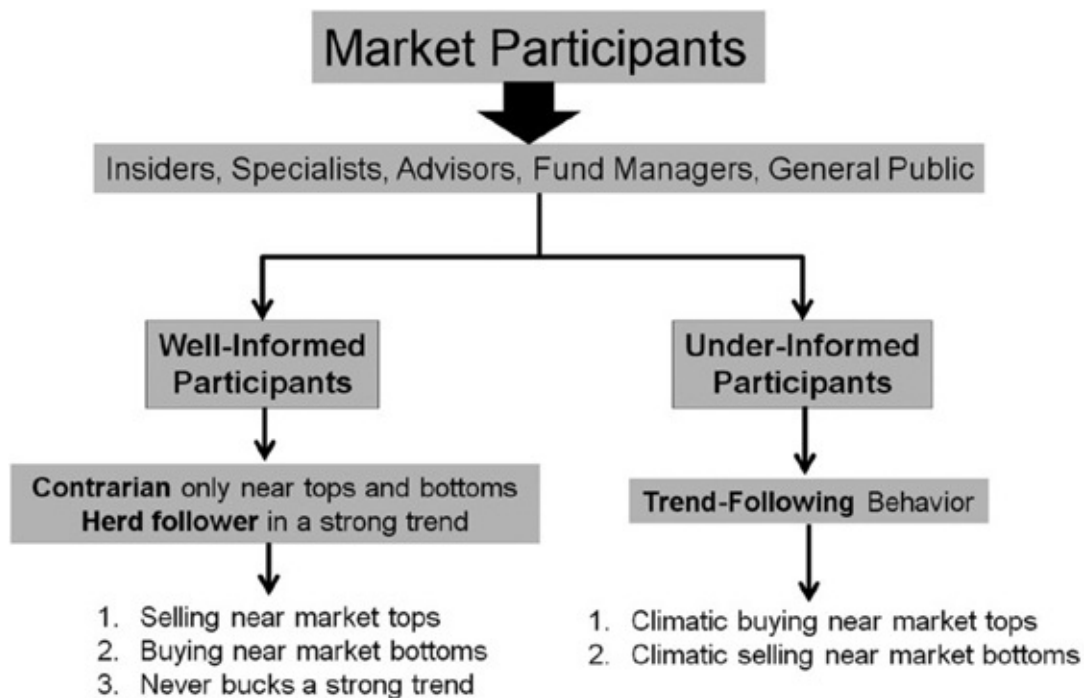 Market Participants
Insiders, Specialists, Advisors, Fund Managers, General Public
Well-Informed
Participants
Contrarian only near tops and bottoms
Herd follower in a strong trend
1. Selling near market tops
2. Buying near market bottoms
3. Never bucks a strong trend
Under-Informed
Participants
Trend-Following Behavior
1. Climatic buying near market tops
2. Climatic selling near market bottoms